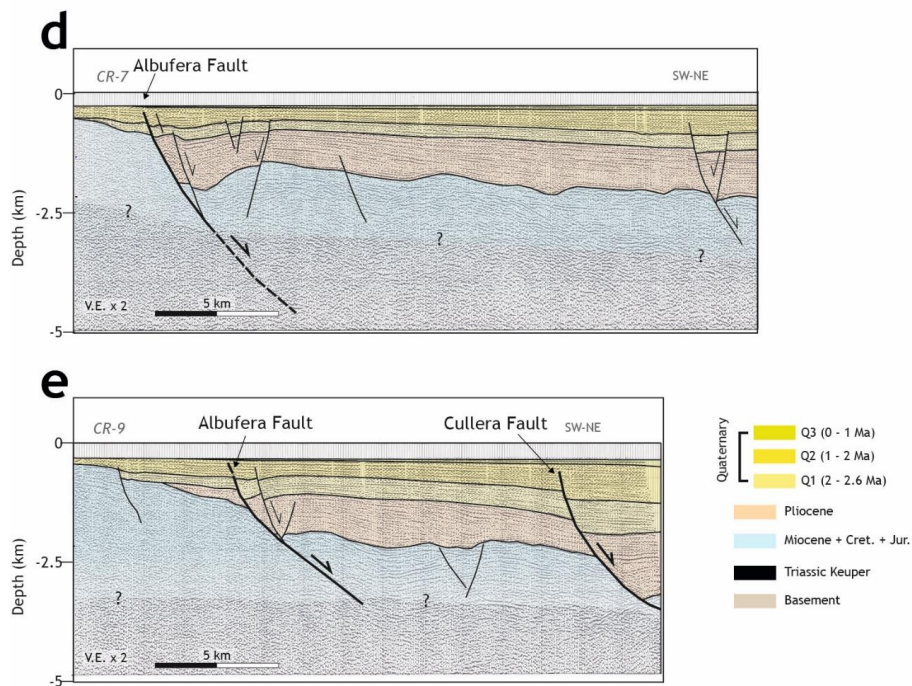 d
Albufera Fault
CR-7
SW-NE
0
-2.5
-5
Depth (km)
?
?
?
V.E. x 2
5 km
e
Albufera Fault
Cullera Fault
CR-9
SW-NE
0
-2.5
-5
Depth (km)
?
?
V.E. x 2
5 km
Quaternary
Q3 (0 - 1 Ma)
Q2 (1 - 2 Ma)
Q1 (2 - 2.6 Ma)
Pliocene
Miocene + Cret. + Jur.
Triassic Keuper
Basement